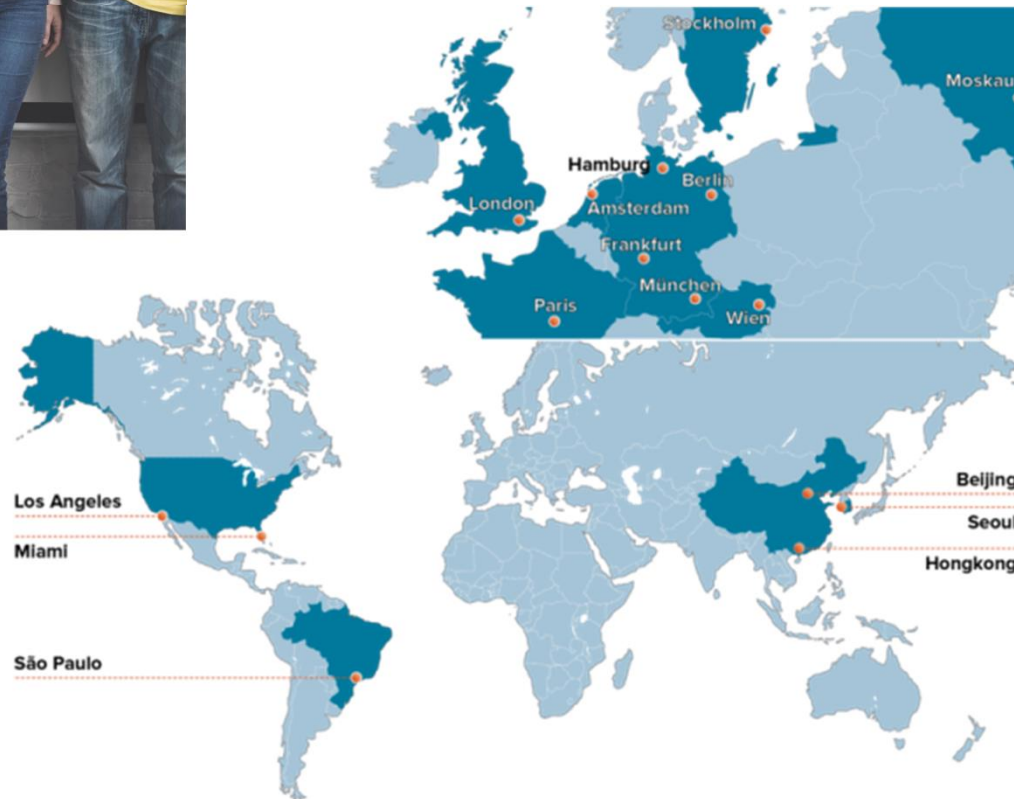 Stockholm
Moskau
Hamburg
Berlin
London
Amsterdam
Frankfurt
München
Paris
Wien
Los Angeles
Miami
São Paulo
Beijing
Seoul
Hongkong